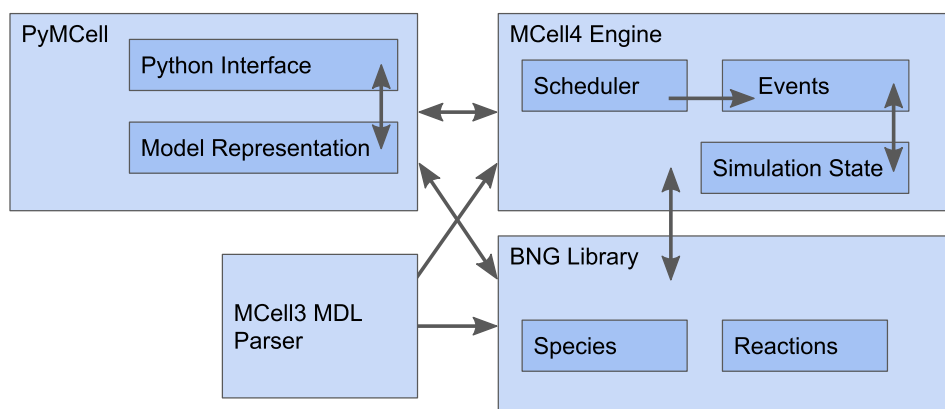 PyMCell
Python Interface
Model Representation
MCell4 Engine
Scheduler
Events
Simulation State
MCell3 MDL
Parser
BNG Library
Species
Reactions